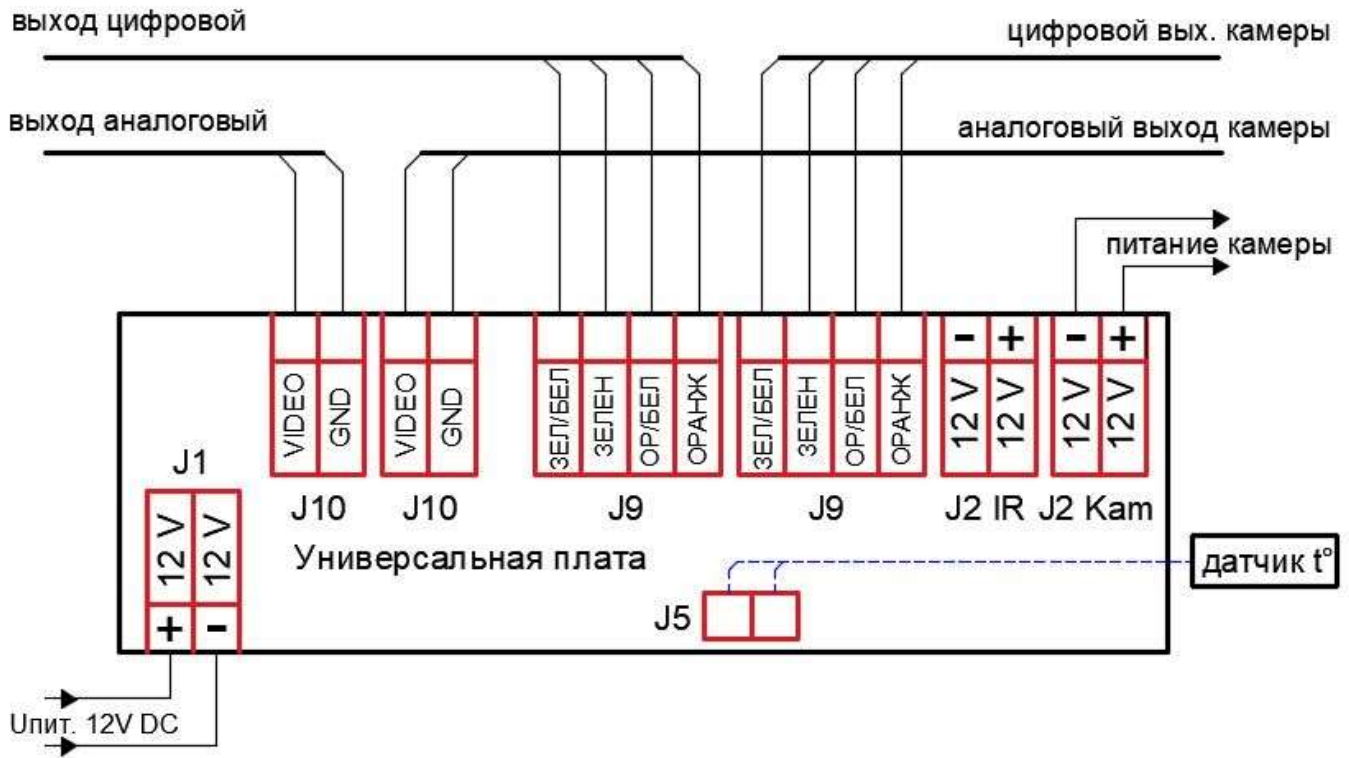 выход цифровой
цифровой вых. камеры
выход аналоговый
аналоговый выход камеры
питание камеры
- + - +
VIDEO GND VIDEO GND ЗЕЛ/БЕЛ ЗЕЛЕН ОР/БЕЛ ОРАНЖ ЗЕЛ/БЕЛ ЗЕЛЕН ОР/БЕЛ ОРАНЖ 12 V 12 V 12 V 12 V
J10 J10 J9 J9 J2 IR J2 Kam
J1
12 V 12 V
+ -
Универсальная плата
датчик t°
J5
Uпит. 12V DC